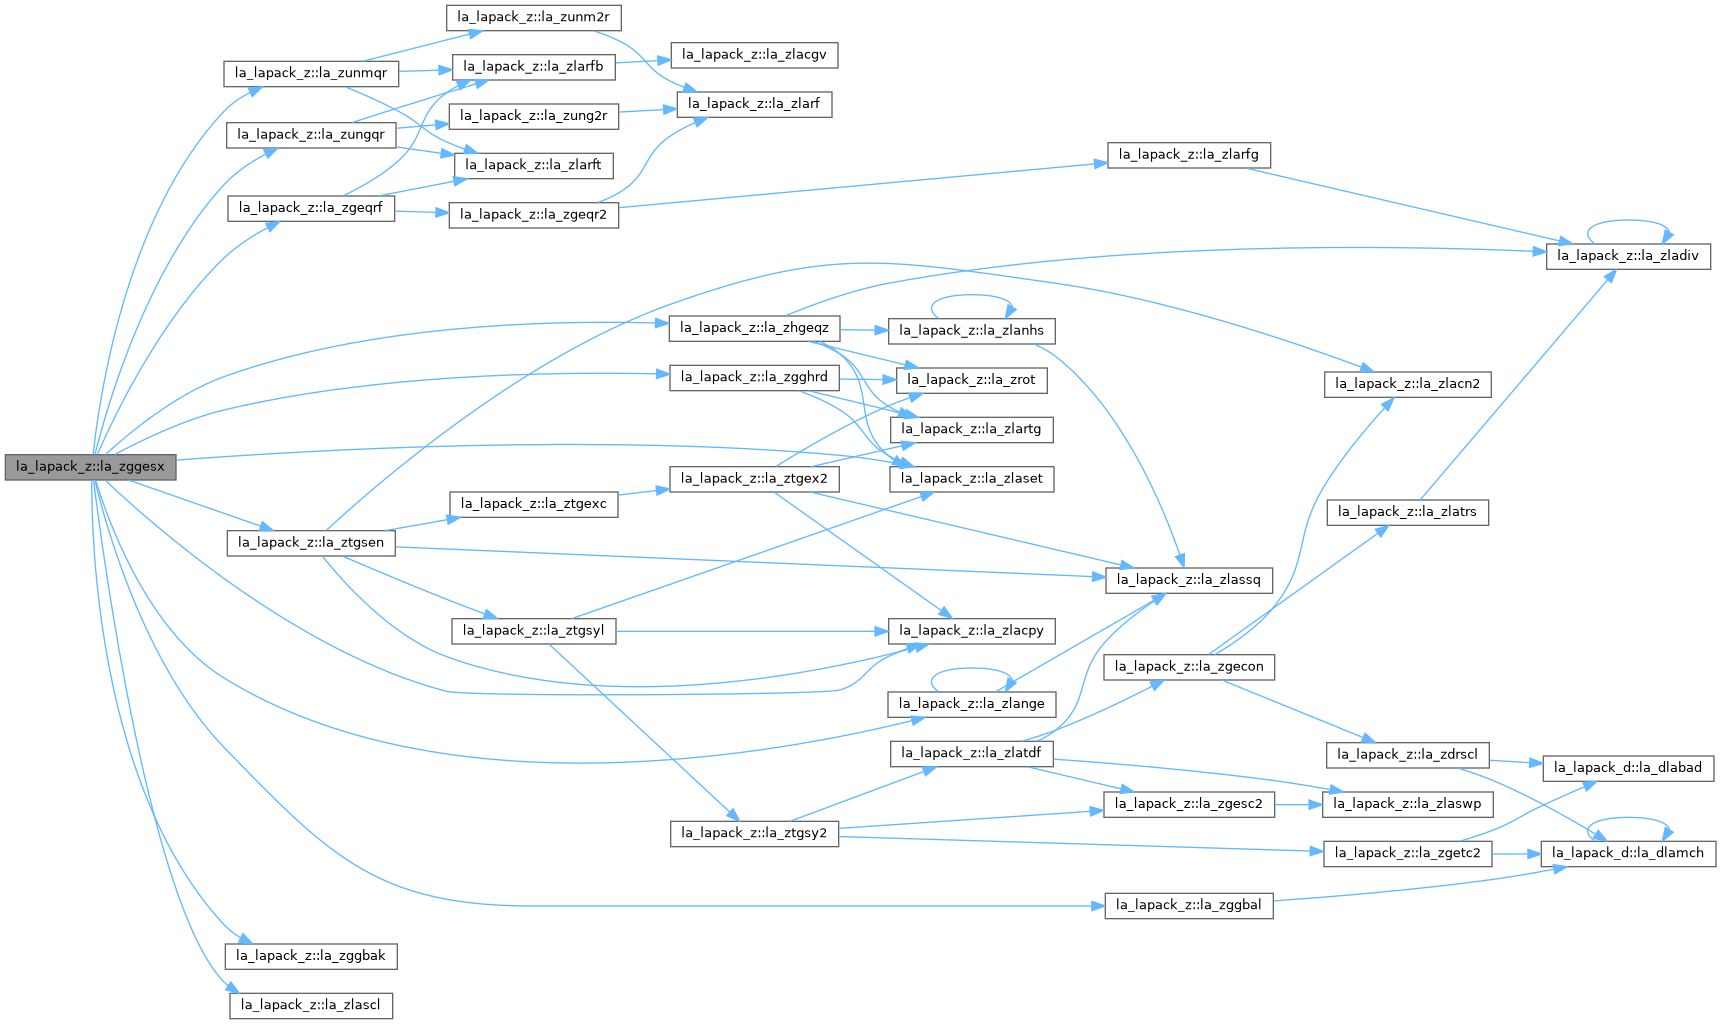 la_lapack_z::la_zunm2r
la_lapack_z::la_zlacgv
la_lapack_z::la_zunmqr
la_lapack_z::la_zlarfb
la_lapack_z::la_zlarf
la_lapack_z::la_zung2r
la_lapack_z::la_zungqr
la_lapack_z::la_zlarft
la_lapack_z::la_zlarfg
la_lapack_z::la_zgeqrf
la_lapack_z::la_zgeqr2
la_lapack_z::la_zladiv
la_lapack_z::la_zhgeqz
la_lapack_z::la_zlanhs
la_lapack_z::la_zgghrd
la_lapack_z::la_zrot
la_lapack_z::la_zlacn2
la_lapack_z::la_zlartg
la_lapack_z::la_zggesx
la_lapack_z::la_ztgex2
la_lapack_z::la_zlaset
la_lapack_z::la_ztgexc
la_lapack_z::la_zlatrs
la_lapack_z::la_ztgsen
la_lapack_z::la_zlassq
la_lapack_z::la_ztgsyl
la_lapack_z::la_zlacpy
la_lapack_z::la_zgecon
la_lapack_z::la_zlange
la_lapack_z::la_zlatdf
la_lapack_z::la_zdrscl
la_lapack_d::la_dlabad
la_lapack_z::la_zgesc2
la_lapack_z::la_zlaswp
la_lapack_z::la_ztgsy2
la_lapack_z::la_zgetc2
la_lapack_d::la_dlamch
la_lapack_z::la_zggbal
la_lapack_z::la_zggbak
la_lapack_z::la_zlascl